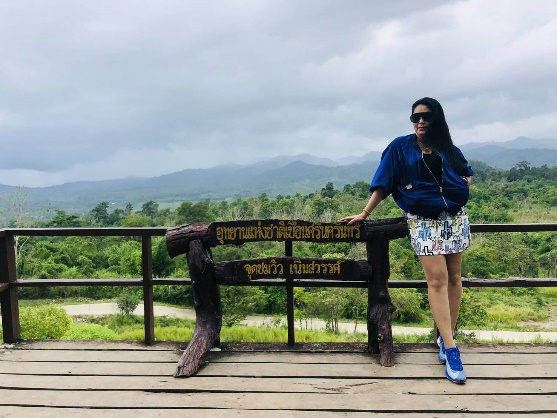 อุทยานแห่งชาติเขื่อนศรีนครินทร์
จุดชมวิว เนินสวรรค์